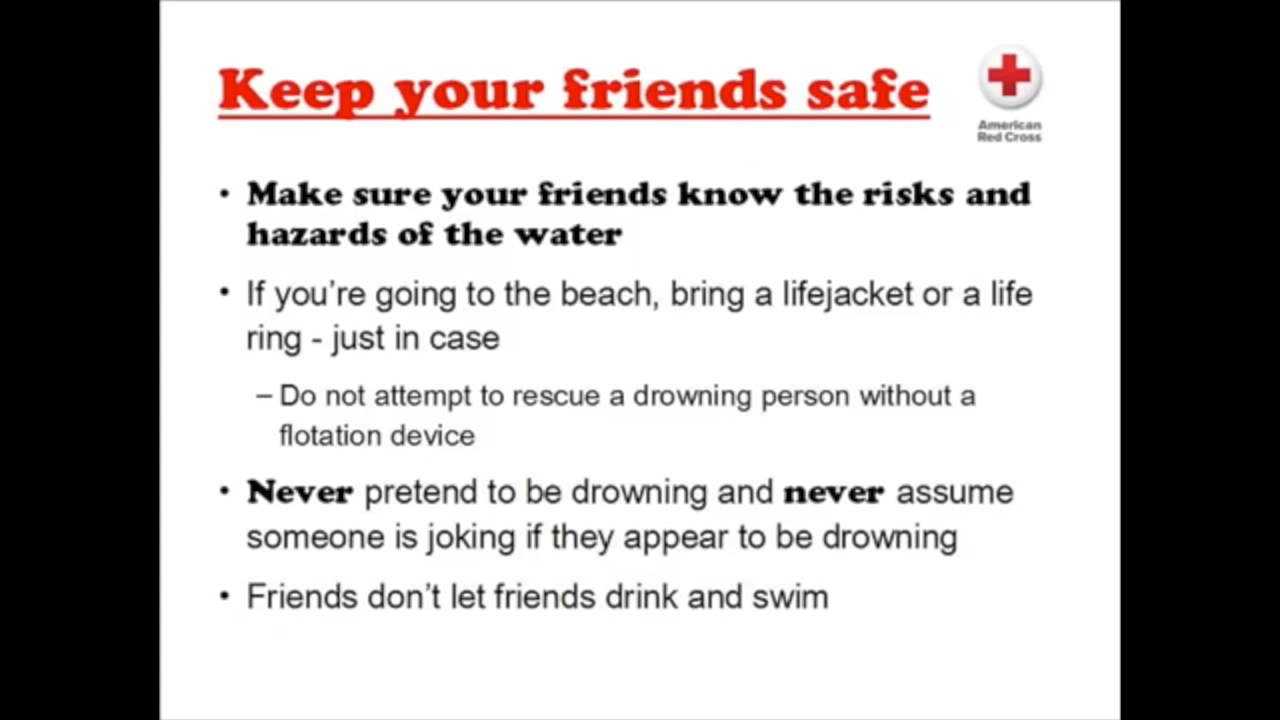 Keep your friends safe
American
Red Cross
• Make sure your friends know the risks and
hazards of the water
• If you’re going to the beach, bring a lifejacket or a life
ring - just in case
– Do not attempt to rescue a drowning person without a
flotation device
• Never pretend to be drowning and never assume
someone is joking if they appear to be drowning
• Friends don’t let friends drink and swim